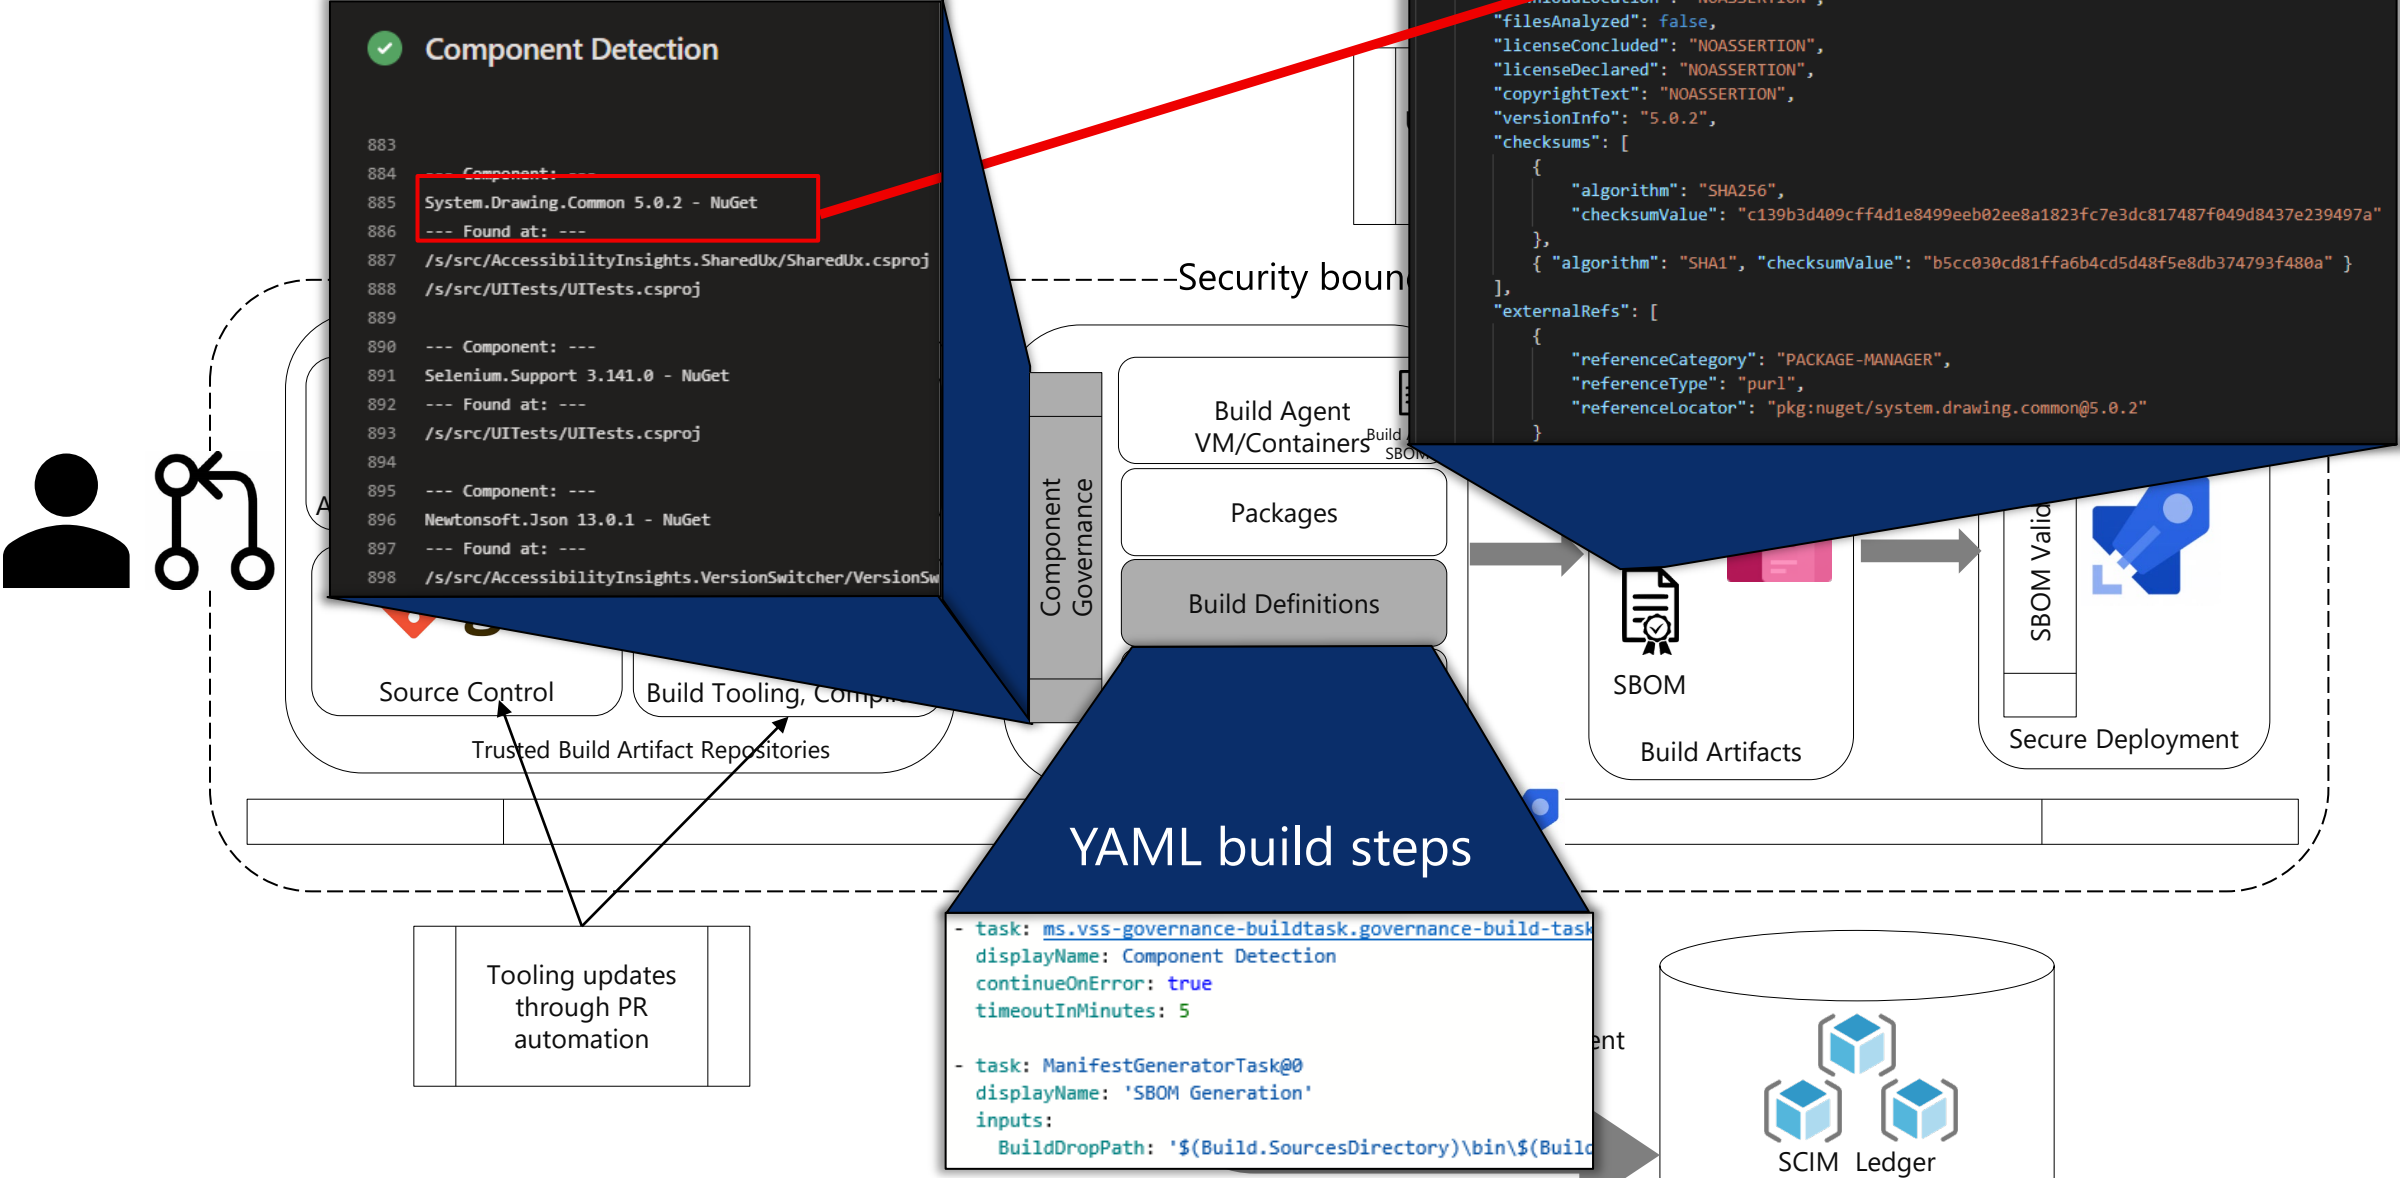 Component Detection
883
884 --- Component: ---
885 System.Drawing.Common 5.0.2 - NuGet
886 --- Found at: ---
887 /s/src/AccessibilityInsights.SharedUx/SharedUx.csproj
888 /s/src/UITests/UITests.csproj
889
890 --- Component: ---
891 Selenium.Support 3.141.0 - NuGet
892 --- Found at: ---
893 /s/src/UITests/UITests.csproj
894
895 --- Component: ---
896 Newtonsoft.Json 13.0.1 - NuGet
897 --- Found at: ---
898 /s/src/AccessibilityInsights.VersionSwitcher/VersionSw
"filesAnalyzed": false,
"licenseConcluded": "NOASSERTION",
"licenseDeclared": "NOASSERTION",
"copyrightText": "NOASSERTION",
"versionInfo": "5.0.2",
"checksums": [
{
"algorithm": "SHA256",
"checksumValue": "c139b3d409cff4d1e8499eeb02ee8a1823fc7e3dc817487f049d8437e239497a"
},
{ "algorithm": "SHA1", "checksumValue": "b5cc030cd81ffa6b4cd5d48f5e8db374793f480a" }
],
"externalRefs": [
{
"referenceCategory": "PACKAGE-MANAGER",
"referenceType": "purl",
"referenceLocator": "pkg:nuget/system.drawing.common@5.0.2"
}
Security boun
Build Agent
VM/Containers
Build
SBOM
Component
Governance
Packages
Build Definitions
Source Control
Build Tooling, Compil
Trusted Build Artifact Repositories
SBOM
Build Artifacts
SBOM Valid
Secure Deployment
YAML build steps
- task: ms.vss-governance-buildtask.governance-build-task
displayName: Component Detection
continueOnError: true
timeoutInMinutes: 5
- task: ManifestGeneratorTask@0
displayName: 'SBOM Generation'
inputs:
BuildDropPath: '$(Build.SourcesDirectory)\bin\$(Build
Tooling updates
through PR
automation
ent
SCIM Ledger